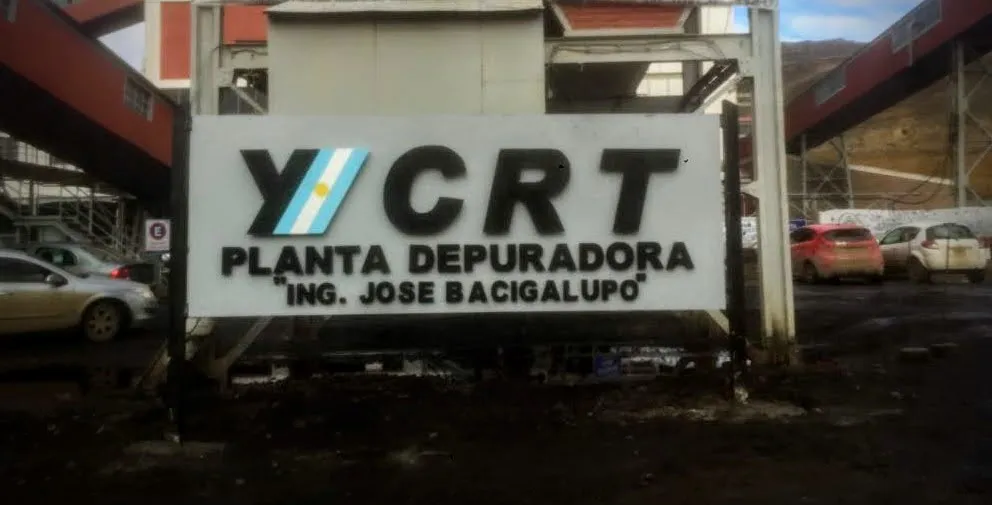 YCRT
PLANTA DEPURADORA
"ING. JOSE BACIGALUPO"
E